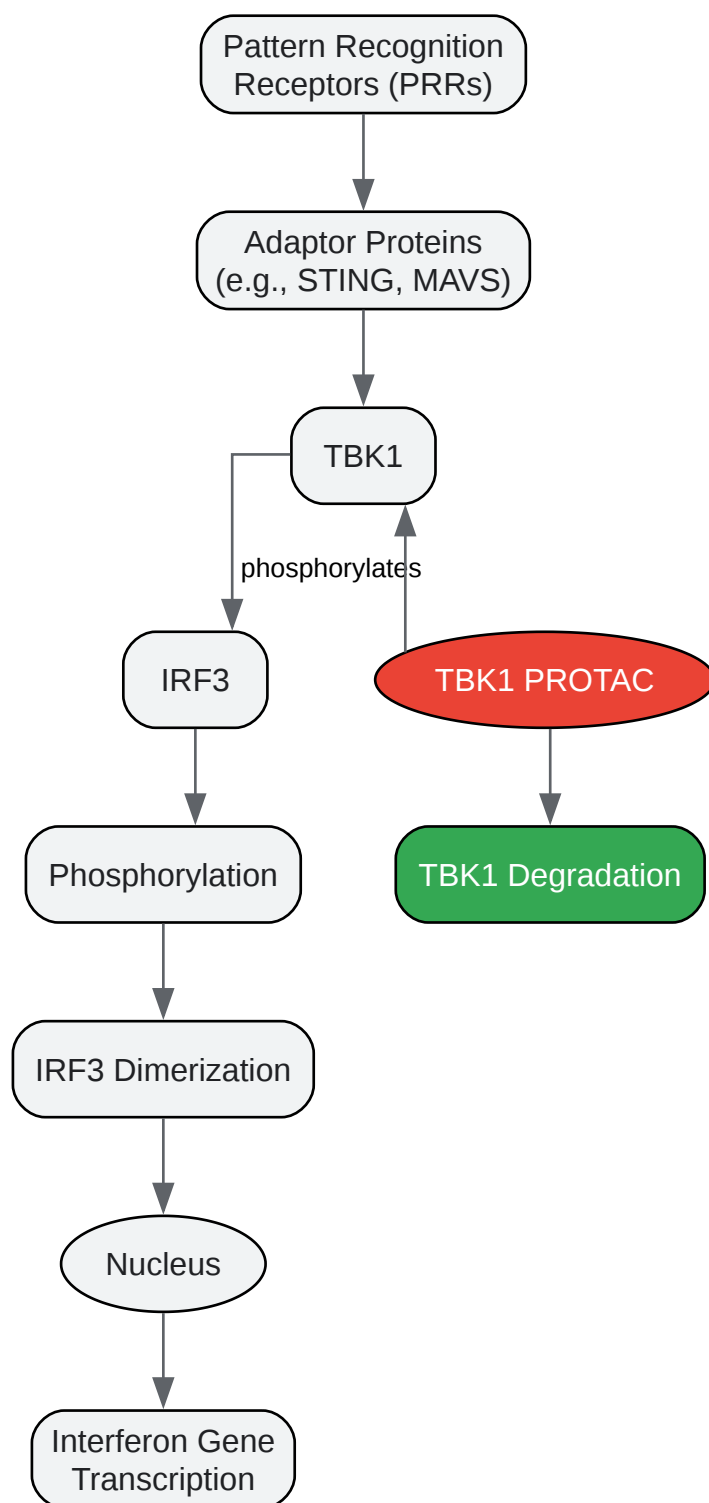 Pattern Recognition
Receptors (PRRs)
Adaptor Proteins
(e.g., STING, MAVS)
TBK1
phosphorylates
IRF3
TBK1 PROTAC
Phosphorylation
TBK1 Degradation
IRF3 Dimerization
Nucleus
Interferon Gene
Transcription